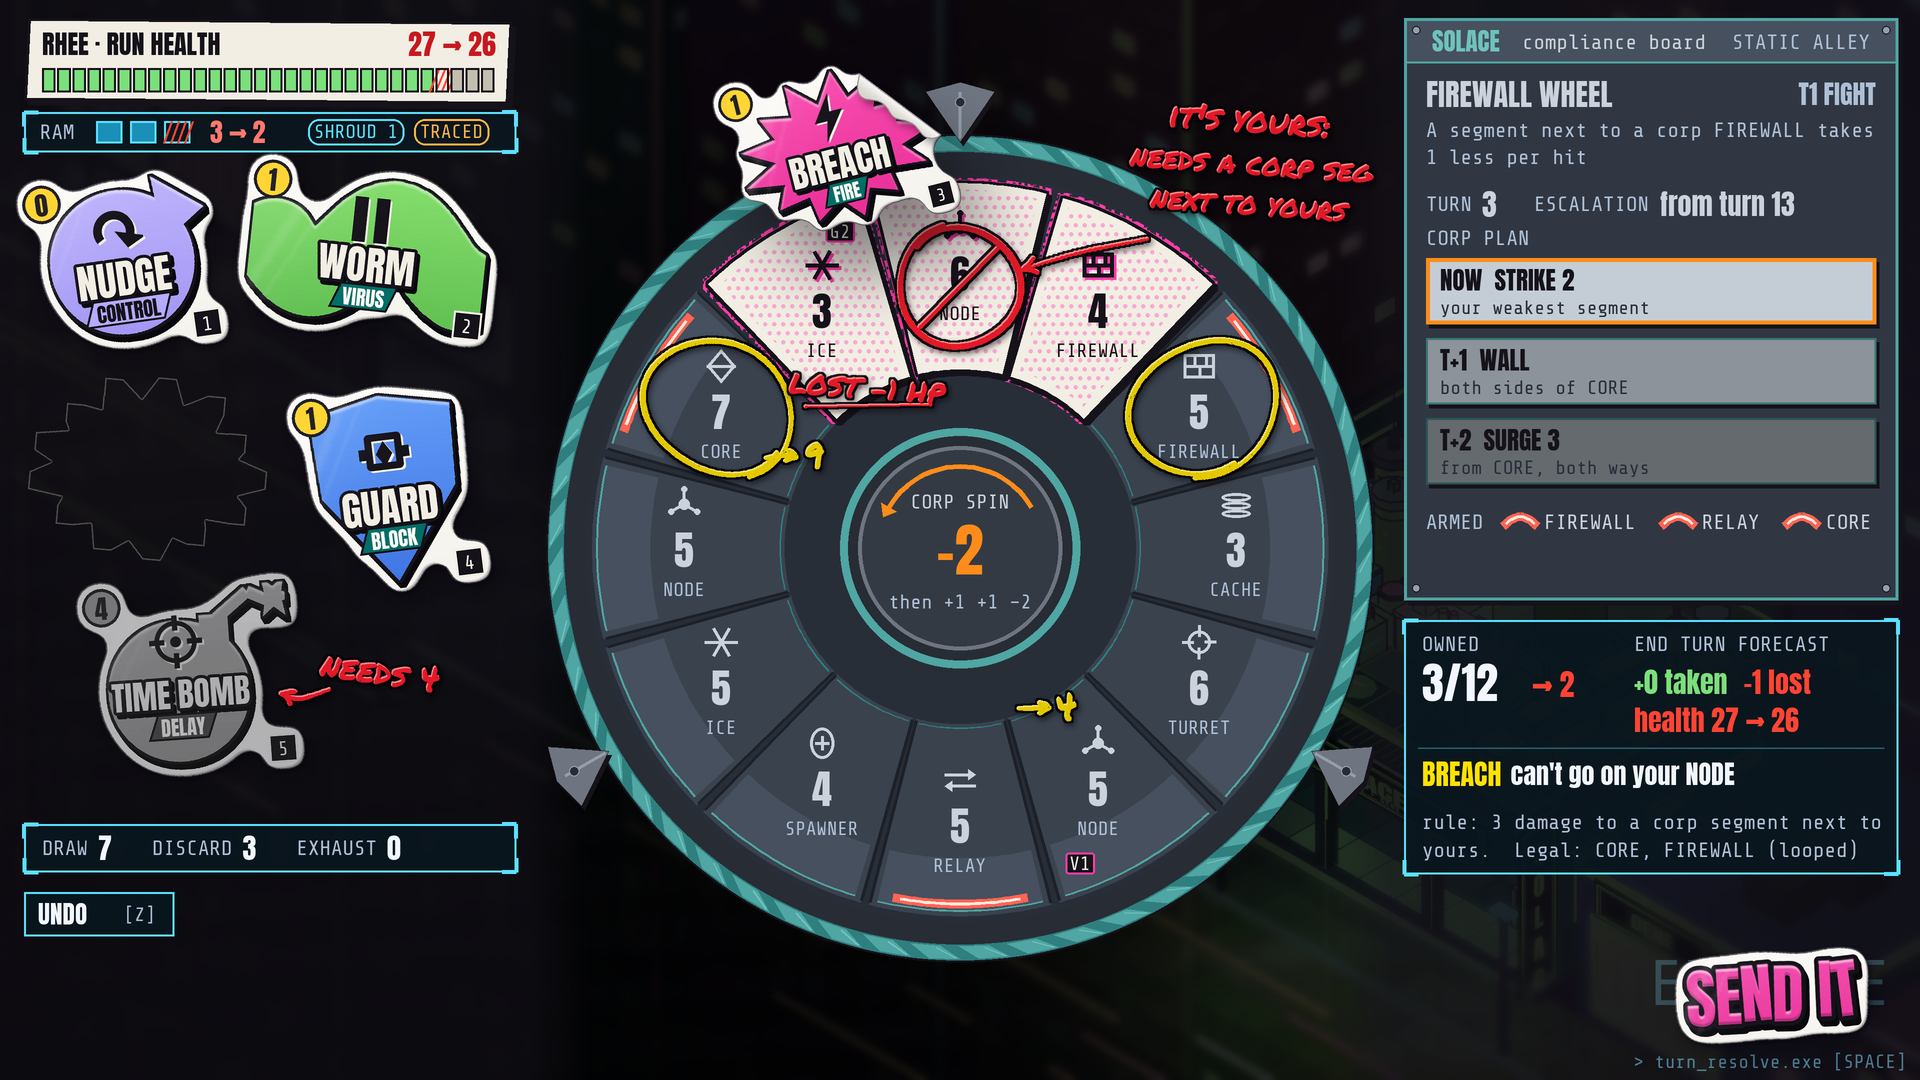 RHEE · RUN HEALTH 27 → 26
RAM 3 → 2 SHROUD 1 TRACED
0 NUDGE CONTROL 1
1 WORM VIRUS 2
1 GUARD BLOCK 4
4 TIME BOMB DELAY 5
NEEDS 4
DRAW 7 DISCARD 3 EXHAUST 0
UNDO [Z]
1 BREACH FIRE 3
IT'S YOURS:
NEEDS A CORP SEG
NEXT TO YOURS
G2
3
ICE
6
NODE
4
FIREWALL
LOST -1 HP
7
CORE
→ 9
5
FIREWALL
5
NODE
3
CACHE
5
ICE
6
TURRET
4
SPAWNER
5
RELAY
→ 4
5
NODE
V1
CORP SPIN
-2
then +1 +1 -2
SOLACE compliance board STATIC ALLEY
FIREWALL WHEEL T1 FIGHT
A segment next to a corp FIREWALL takes
1 less per hit
TURN 3 ESCALATION from turn 13
CORP PLAN
NOW STRIKE 2
your weakest segment
T+1 WALL
both sides of CORE
T+2 SURGE 3
from CORE, both ways
ARMED FIREWALL RELAY CORE
OWNED END TURN FORECAST
3/12 → 2 +0 taken -1 lost
health 27 → 26
BREACH can't go on your NODE
rule: 3 damage to a corp segment next to
yours. Legal: CORE, FIREWALL (looped)
SEND IT
> turn_resolve.exe [SPACE]